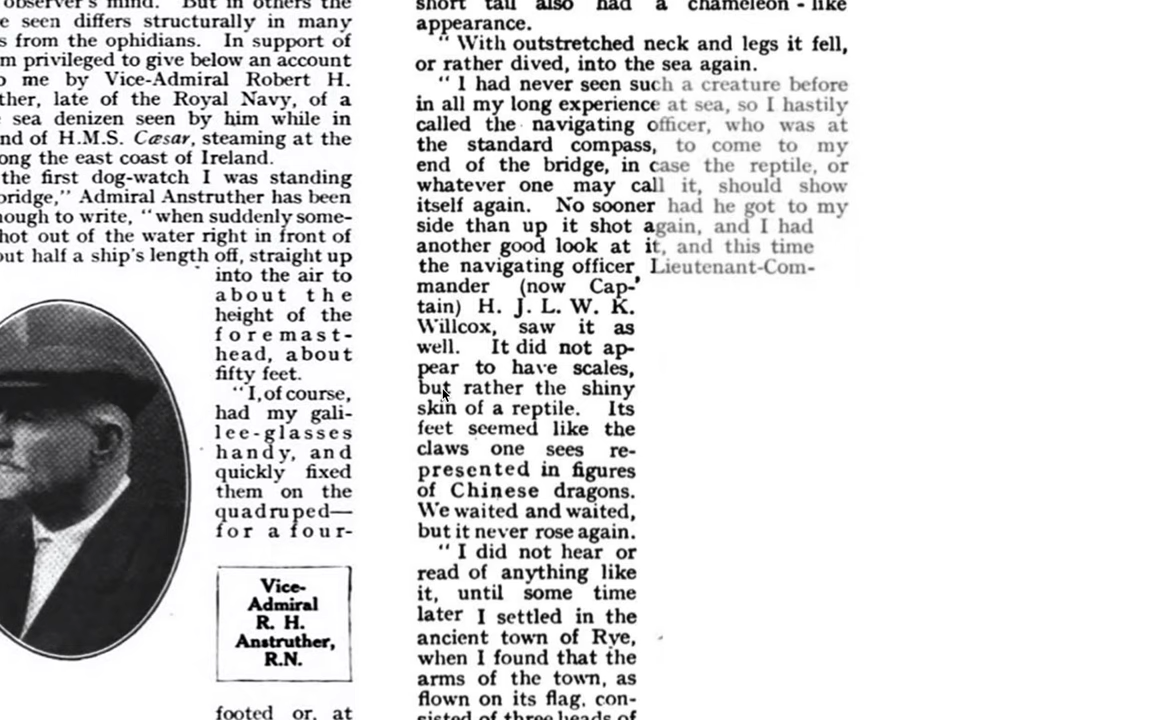 observer's mind. But in others the
e seen differs structurally in many
s from the ophidians. In support of
m privileged to give below an account
o me by Vice-Admiral Robert H.
ther, late of the Royal Navy, of a
sea denizen seen by him while in
nd of H.M.S. Cæsar, steaming at the
ong the east coast of Ireland.
the first dog-watch I was standing
bridge," Admiral Anstruther has been
nough to write, "when suddenly some-
hot out of the water right in front of
out half a ship's length off, straight up
into the air to
about the
height of the
foremast-
head, about
fifty feet.
"I, of course,
had my gali-
lee-glasses
handy, and
quickly fixed
them on the
quadruped—
for a four-
Vice-
Admiral
R. H.
Anstruther,
R.N.
footed or, at
short tail also had a chameleon-like
appearance.
"With outstretched neck and legs it fell,
or rather dived, into the sea again.
"I had never seen such a creature before
in all my long experience at sea, so I hastily
called the navigating officer, who was at
the standard compass, to come to my
end of the bridge, in case the reptile, or
whatever one may call it, should show
itself again. No sooner had he got to my
side than up it shot again, and I had
another good look at it, and this time
the navigating officer, Lieutenant-Com-
mander (now Cap-
tain) H. J. L. W. K.
Willcox, saw it as
well. It did not ap-
pear to have scales,
but rather the shiny
skin of a reptile. Its
feet seemed like the
claws one sees re-
presented in figures
of Chinese dragons.
We waited and waited,
but it never rose again.
"I did not hear or
read of anything like
it, until some time
later I settled in the
ancient town of Rye,
when I found that the
arms of the town, as
flown on its flag, con-
sisted of three heads of